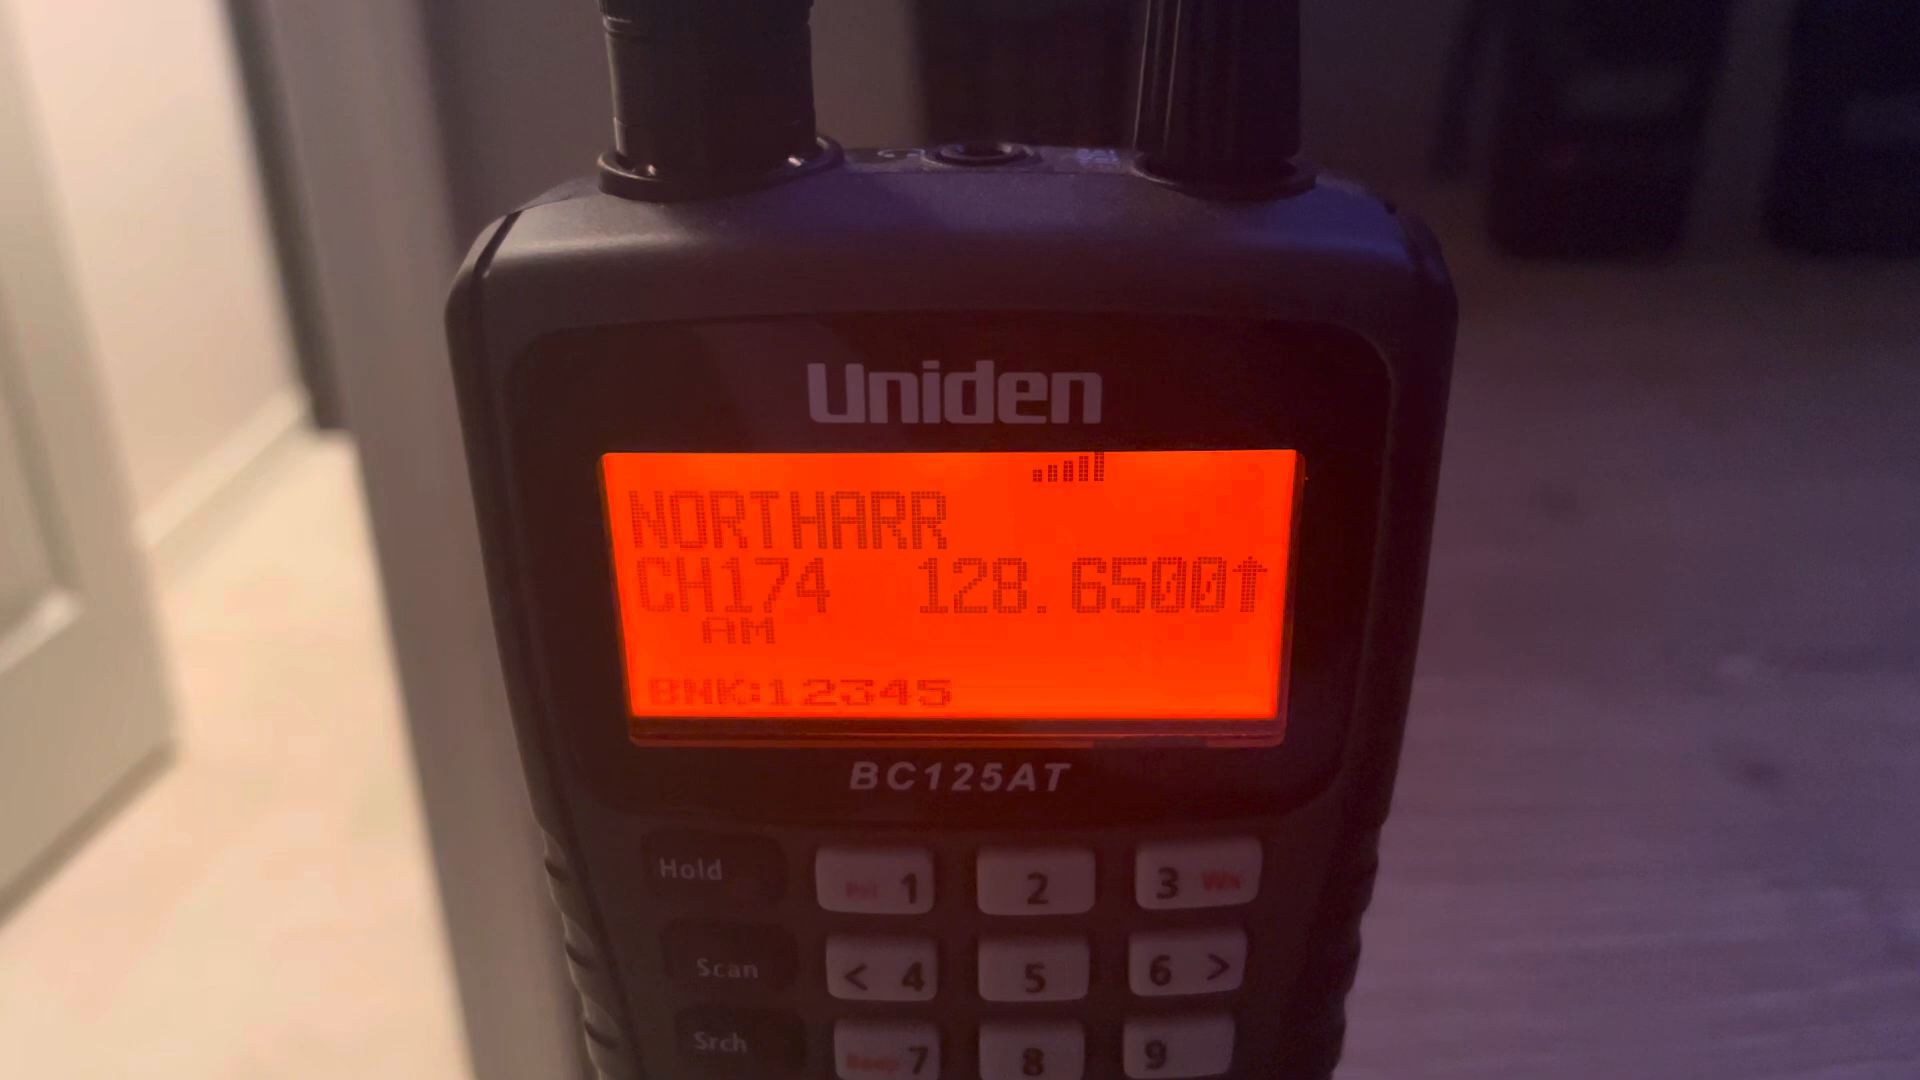 Uniden
NORTHARR
CH174 128.6500↑
AM
BNK:12345
BC125AT
Hold 1 2 3 Wx
Scan < 4 5 6 >
Srch 7 8 9